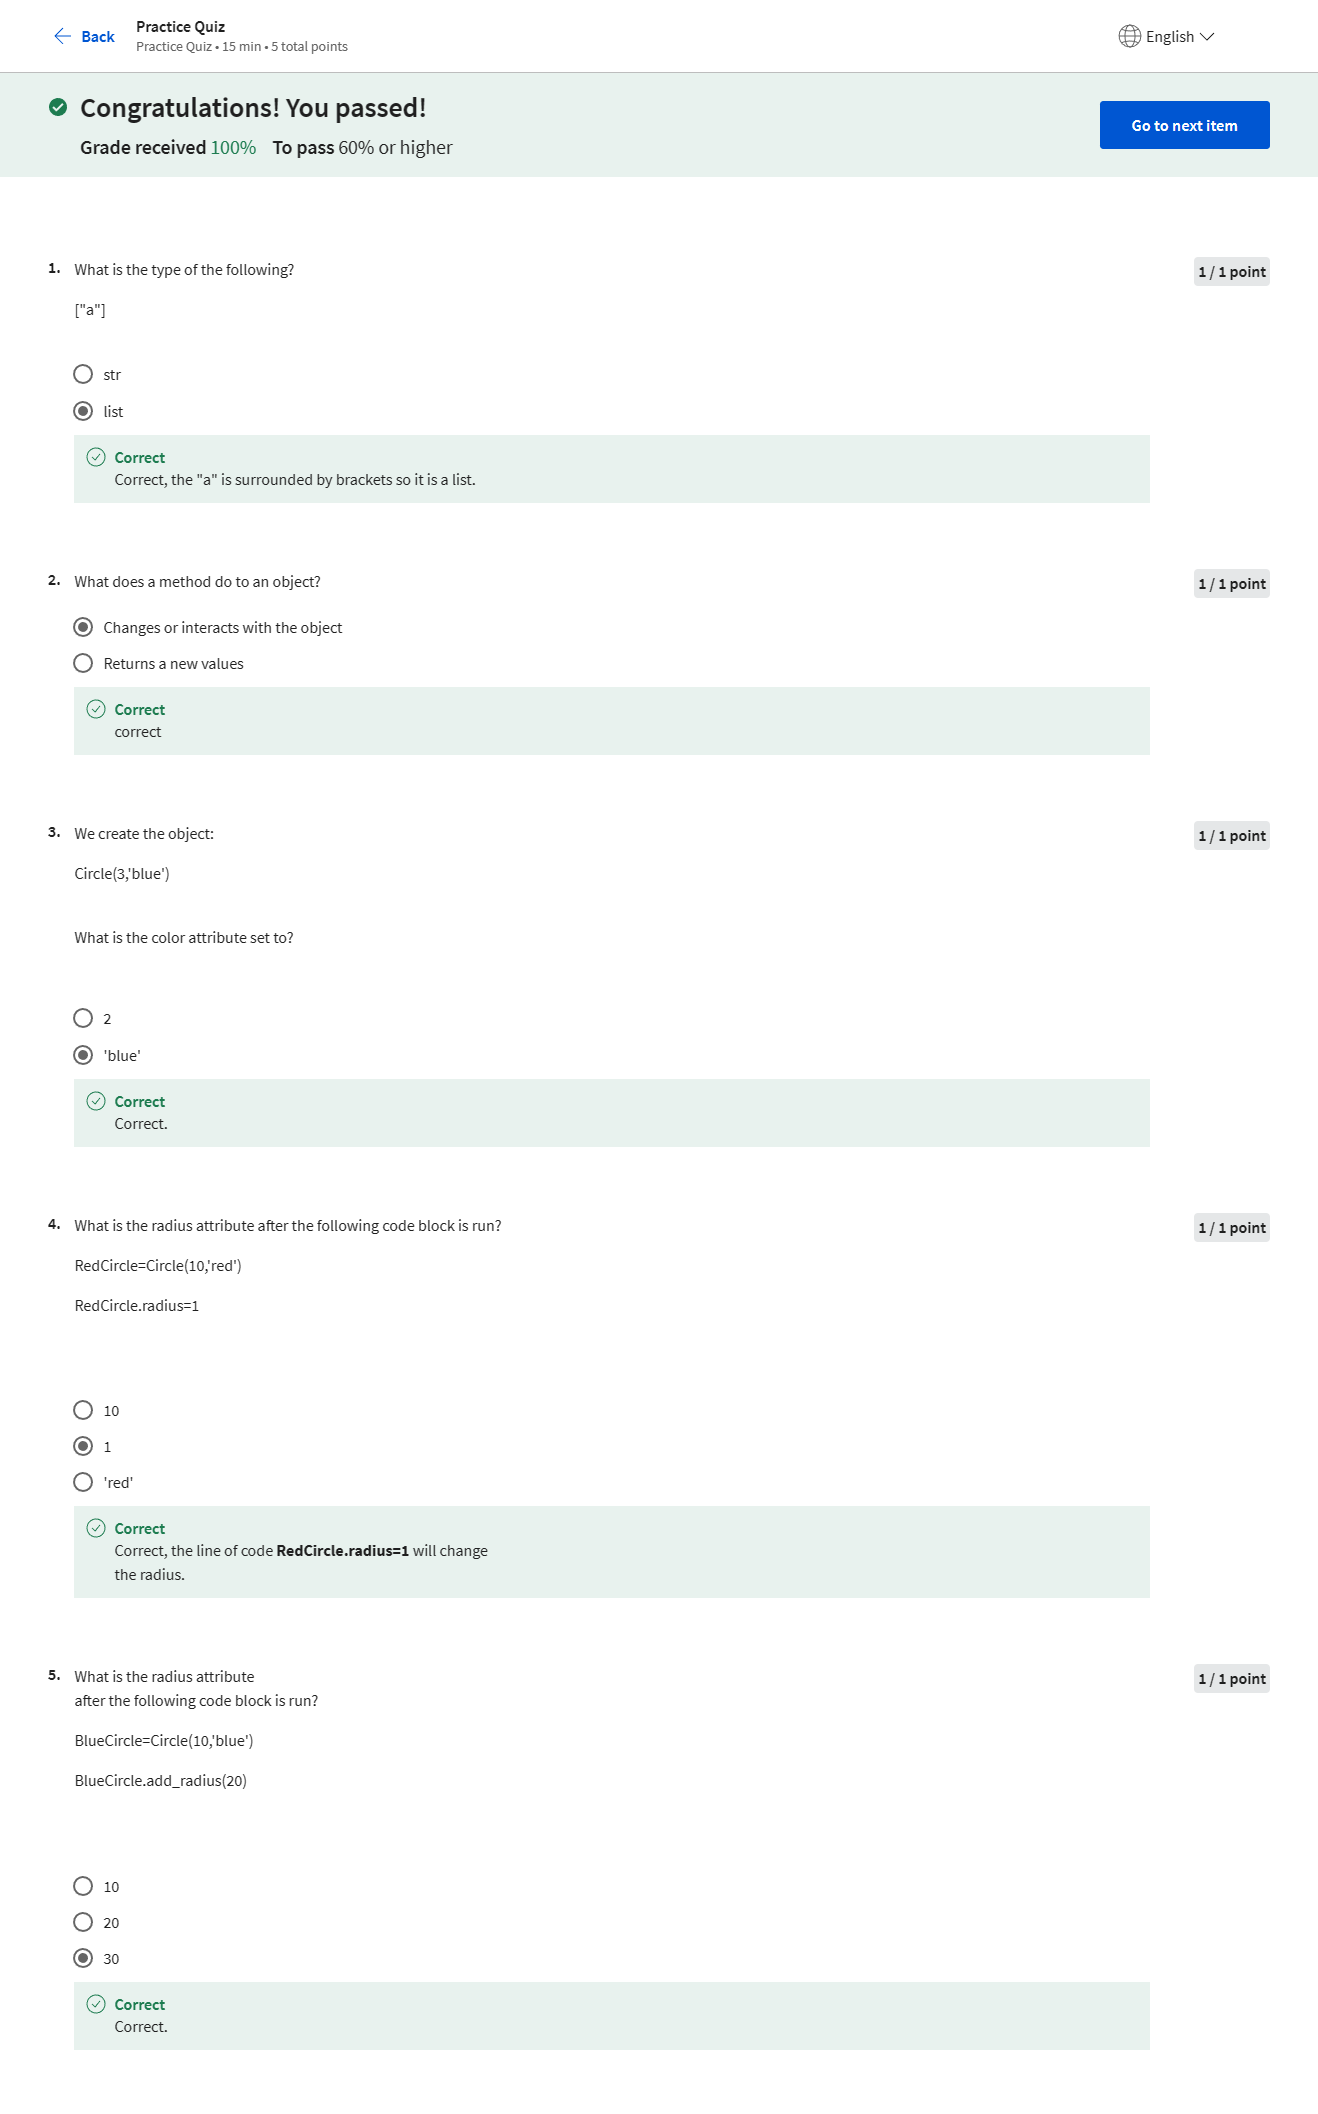 Back
Practice Quiz
Practice Quiz • 15 min • 5 total points
English
Congratulations! You passed!
Grade received 100% To pass 60% or higher
Go to next item
1. What is the type of the following?
1 / 1 point
["a"]
str
list
Correct
Correct, the "a" is surrounded by brackets so it is a list.
2. What does a method do to an object?
1 / 1 point
Changes or interacts with the object
Returns a new values
Correct
correct
3. We create the object:
1 / 1 point
Circle(3,'blue')
What is the color attribute set to?
2
'blue'
Correct
Correct.
4. What is the radius attribute after the following code block is run?
1 / 1 point
RedCircle=Circle(10,'red')
RedCircle.radius=1
10
1
'red'
Correct
Correct, the line of code RedCircle.radius=1 will change
the radius.
5. What is the radius attribute
after the following code block is run?
1 / 1 point
BlueCircle=Circle(10,'blue')
BlueCircle.add_radius(20)
10
20
30
Correct
Correct.